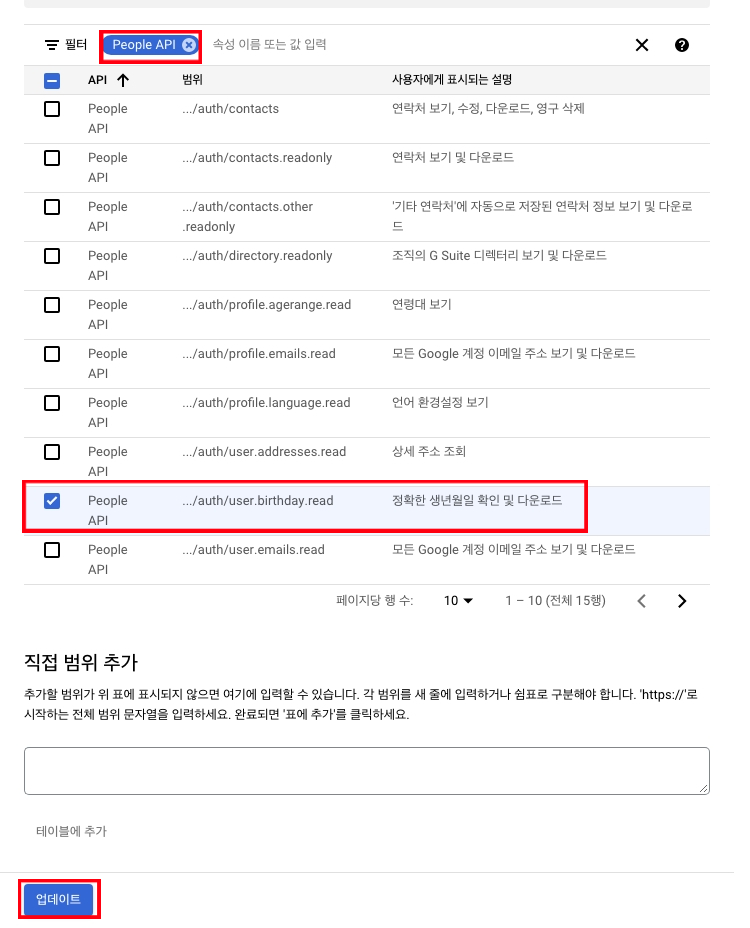 필터 People API 속성 이름 또는 값 입력
API 범위 사용자에게 표시되는 설명
People API .../auth/contacts 연락처 보기, 수정, 다운로드, 영구 삭제
People API .../auth/contacts.readonly 연락처 보기 및 다운로드
People API .../auth/contacts.other.readonly '기타 연락처'에 자동으로 저장된 연락처 정보 보기 및 다운로드
People API .../auth/directory.readonly 조직의 G Suite 디렉터리 보기 및 다운로드
People API .../auth/profile.agerange.read 연령대 보기
People API .../auth/profile.emails.read 모든 Google 계정 이메일 주소 보기 및 다운로드
People API .../auth/profile.language.read 언어 환경설정 보기
People API .../auth/user.addresses.read 상세 주소 조회
People API .../auth/user.birthday.read 정확한 생년월일 확인 및 다운로드
People API .../auth/user.emails.read 모든 Google 계정 이메일 주소 보기 및 다운로드
페이지당 행 수: 10 1 – 10 (전체 15행)
직접 범위 추가
추가할 범위가 위 표에 표시되지 않으면 여기에 입력할 수 있습니다. 각 범위를 새 줄에 입력하거나 쉼표로 구분해야 합니다. 'https://'로
시작하는 전체 범위 문자열을 입력하세요. 완료되면 '표에 추가'를 클릭하세요.
테이블에 추가
업데이트